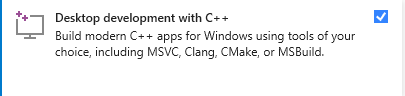 Desktop development with C++
Build modern C++ apps for Windows using tools of your
choice, including MSVC, Clang, CMake, or MSBuild.